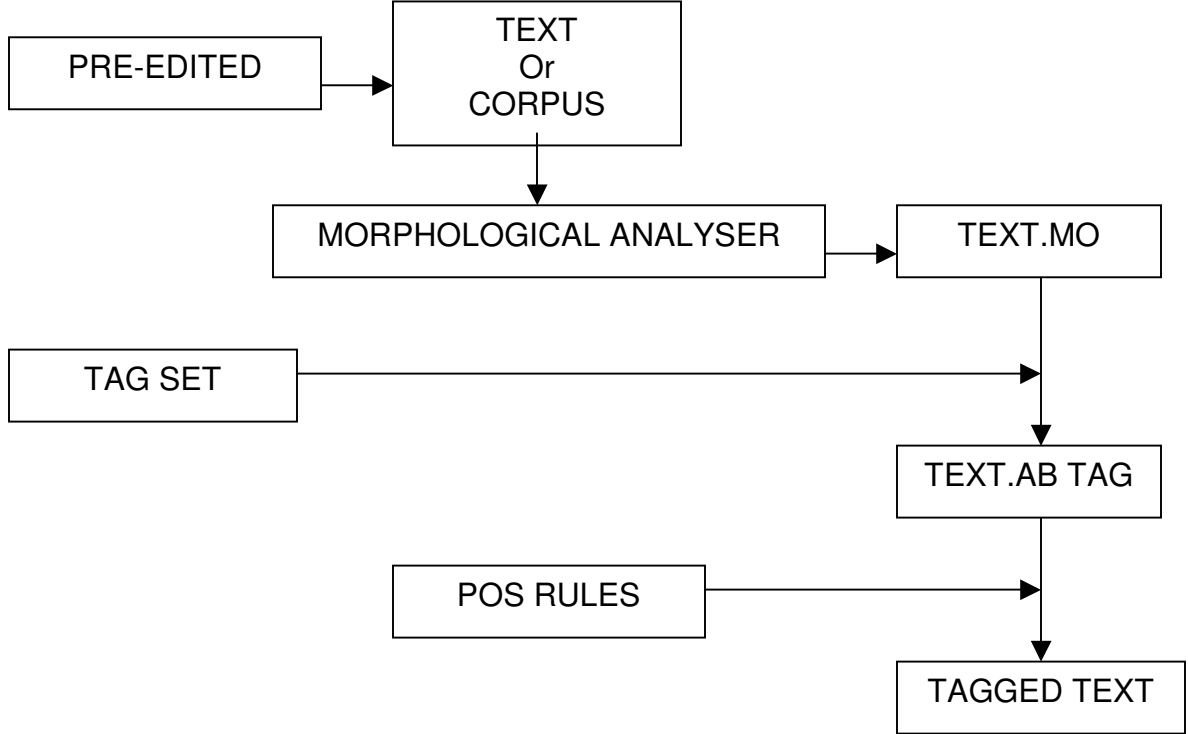 PRE-EDITED
TEXT
Or
CORPUS
MORPHOLOGICAL ANALYSER
TEXT.MO
TAG SET
TEXT.AB TAG
POS RULES
TAGGED TEXT